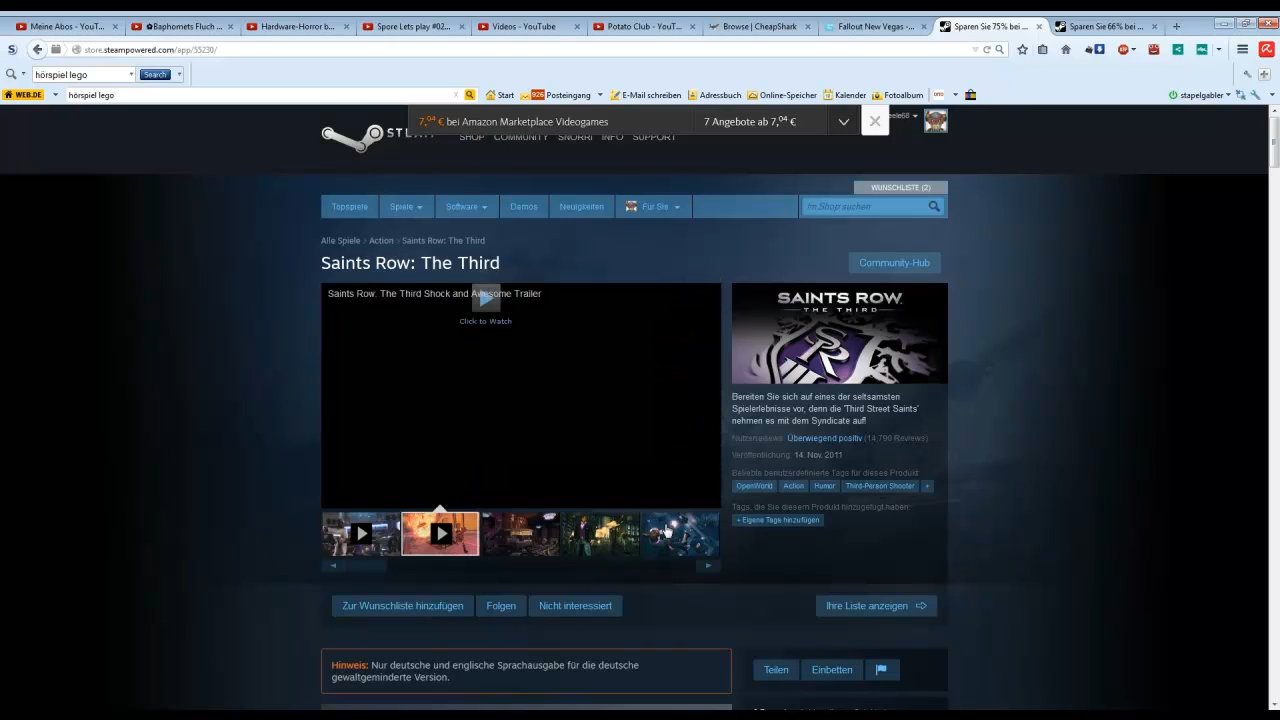 Meine Abos - YouT...
✿Baphomets Fluch ...
Hardware-Horror b...
Spore Lets play #02...
Videos - YouTube
Potato Club - YouT...
Browse | CheapShark
Fallout New Vegas -...
Sparen Sie 75% bei ...
Sparen Sie 66% bei ...
store.steampowered.com/app/55230/
hörspiel lego
Search
WEB.DE
hörspiel lego
Start
926 Posteingang
E-Mail schreiben
Adressbuch
Online-Speicher
Kalender
Fotoalbum
stapelgabler
7,04 € bei Amazon Marketplace Videogames
7 Angebote ab 7,04 €
SHOP COMMUNITY SNORRI INFO SUPPORT
WUNSCHLISTE (2)
Topspiele
Spiele
Software
Demos
Neuigkeiten
Für Sie
Im Shop suchen
Alle Spiele > Action > Saints Row: The Third
Saints Row: The Third
Community-Hub
Saints Row: The Third Shock and Awesome Trailer
Click to Watch
SAINTS ROW
THE THIRD
Bereiten Sie sich auf eines der seltsamsten
Spielerlebnisse vor, denn die 'Third Street Saints'
nehmen es mit dem Syndicate auf!
Nutzerreviews: Überwiegend positiv (14,790 Reviews)
Veröffentlichung: 14. Nov. 2011
Beliebte benutzerdefinierte Tags für dieses Produkt:
OpenWorld Action Humor Third-Person Shooter +
Tags, die Sie diesem Produkt hinzugefügt haben:
+ Eigene Tags hinzufügen
Zur Wunschliste hinzufügen
Folgen
Nicht interessiert
Ihre Liste anzeigen
Hinweis: Nur deutsche und englische Sprachausgabe für die deutsche
gewaltgeminderte Version.
Teilen
Einbetten